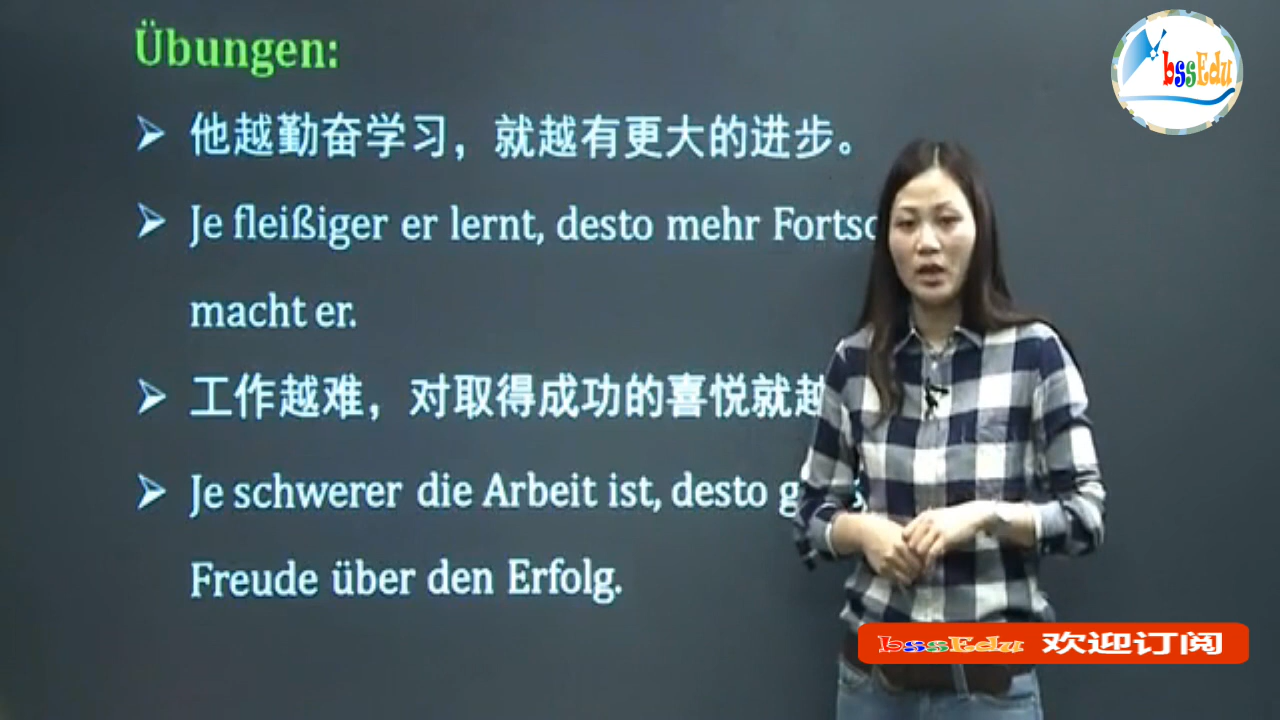 Übungen:
bssEdu
他越勤奋学习，就越有更大的进步。
Je fleißiger er lernt, desto mehr
macht er.
工作越难，对取得成功的喜悦就越
Je schwerer die Arbeit ist, desto
Freude über den Erfolg.
bssEdu 欢迎订阅